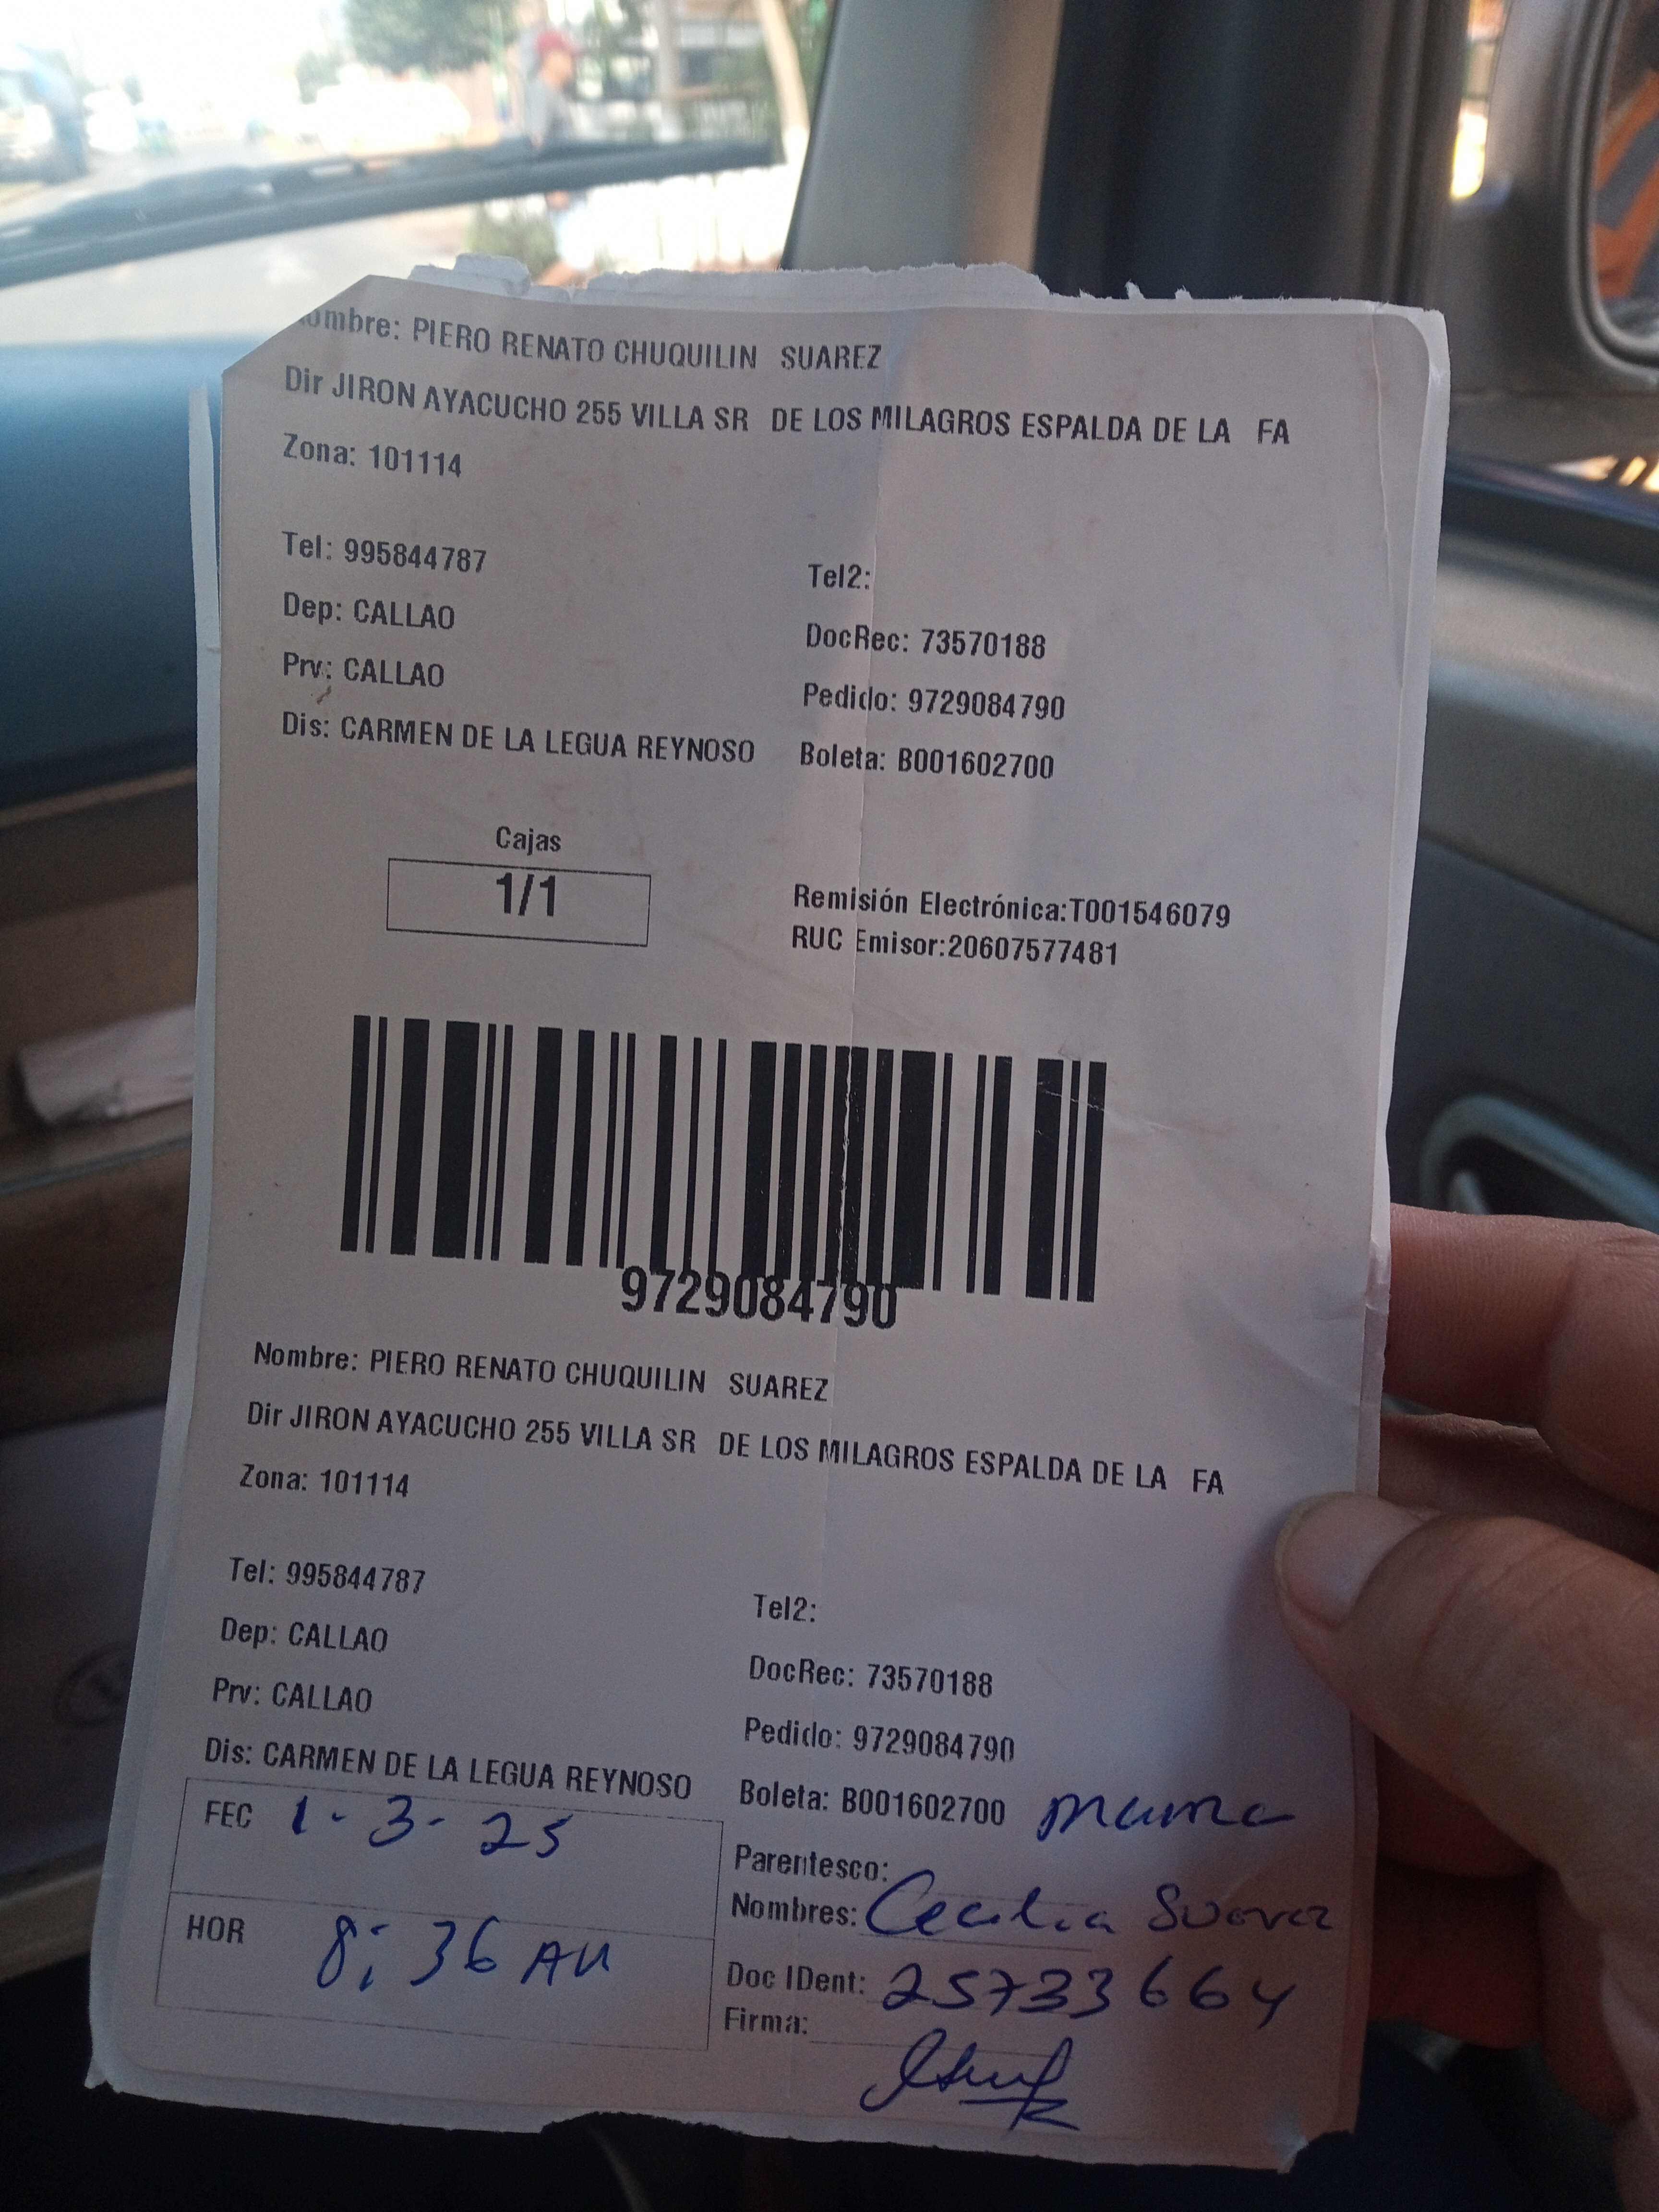 ombre: PIERO RENATO CHUQUILIN SUAREZ
Dir JIRON AYACUCHO 255 VILLA SR DE LOS MILAGROS ESPALDA DE LA FA
Zona: 101114
Tel: 995844787
Tel2:
Dep: CALLAO
DocRec: 73570188
Prv: CALLAO
Pedido: 9729084790
Dis: CARMEN DE LA LEGUA REYNOSO
Boleta: B001602700
Cajas
1/1
Remisión Electrónica:T001546079
RUC Emisor:20607577481
9729084790
Nombre: PIERO RENATO CHUQUILIN SUAREZ
Dir JIRON AYACUCHO 255 VILLA SR DE LOS MILAGROS ESPALDA DE LA FA
Zona: 101114
Tel: 995844787
Tel2:
Dep: CALLAO
DocRec: 73570188
Prv: CALLAO
Pedido: 9729084790
Dis: CARMEN DE LA LEGUA REYNOSO
Boleta: B001602700
FEC 1-3-25
HOR 8:36 AM
Parentesco: mama
Nombres: Cecilia Suarez
Doc IDent: 25733664
Firma: